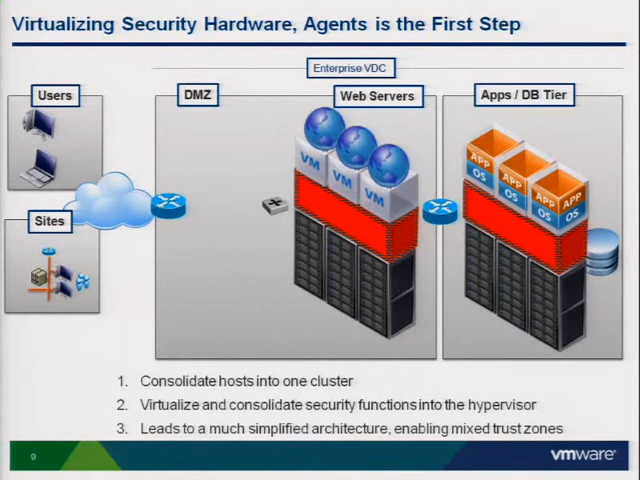 Virtualizing Security Hardware, Agents is the First Step
Enterprise VDC
Users
DMZ
Web Servers
Apps / DB Tier
VM
VM
VM
APP
OS
APP
OS
APP
OS
Sites
1. Consolidate hosts into one cluster
2. Virtualize and consolidate security functions into the hypervisor
3. Leads to a much simplified architecture, enabling mixed trust zones
9
vmware